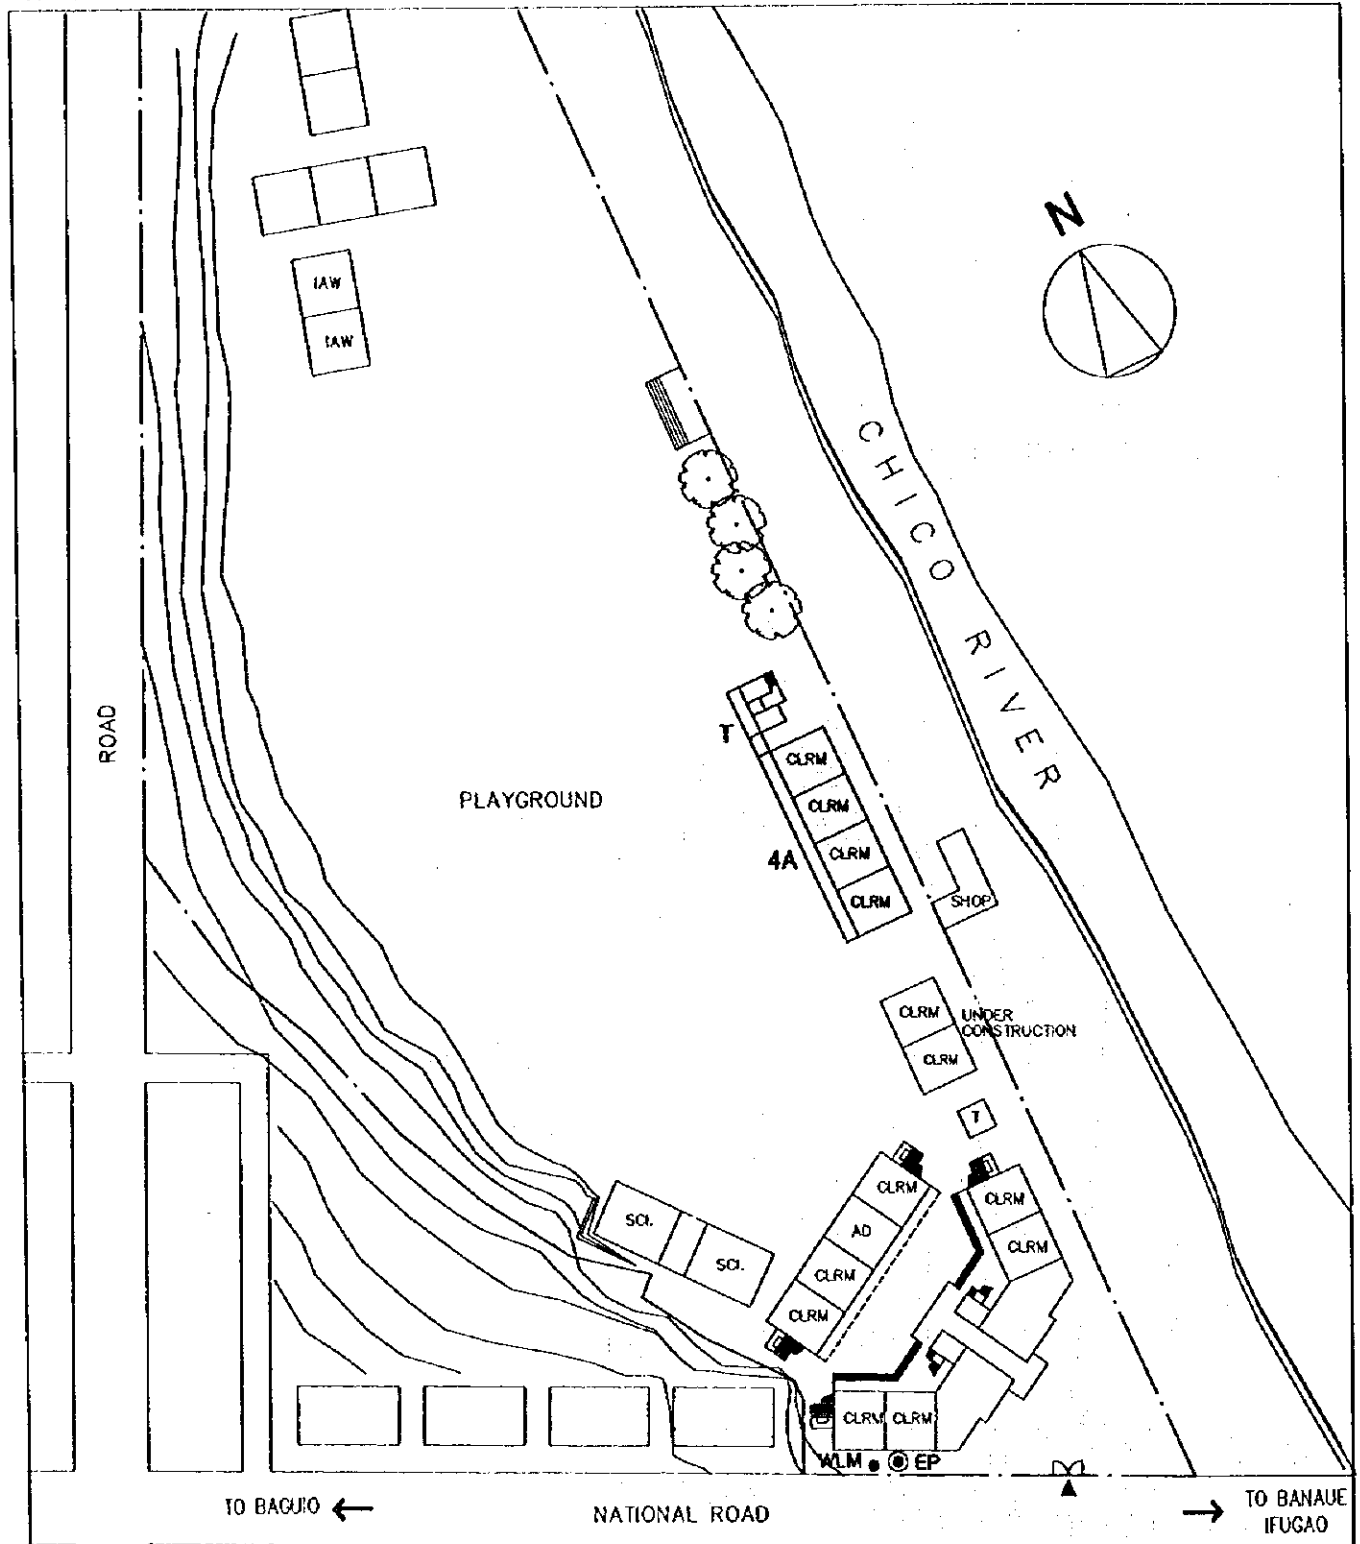 N
IAW
IAW
CHICO RIVER
ROAD
T
CLRM
PLAYGROUND
CLRM
4A
CLRM
CLRM
SHOP
CLRM
UNDER
CONSTRUCTION
CLRM
T
CLRM
CLRM
SCI.
AD
CLRM
SCI.
CLRM
CLRM
CLRM
CLRM
WLM
EP
TO BAGUIO
NATIONAL ROAD
TO BANAUE
IFUGAO